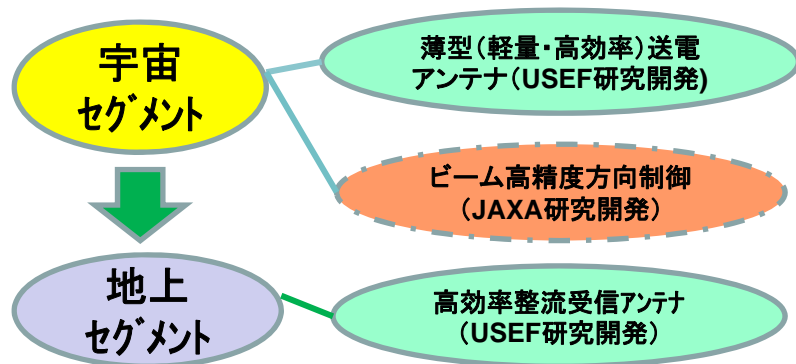 宇宙
セグメント
薄型（軽量・高効率）送電
アンテナ（USEF研究開発)
ビーム高精度方向制御
（JAXA研究開発）
地上
セグメント
高効率整流受信アンテナ
（USEF研究開発）